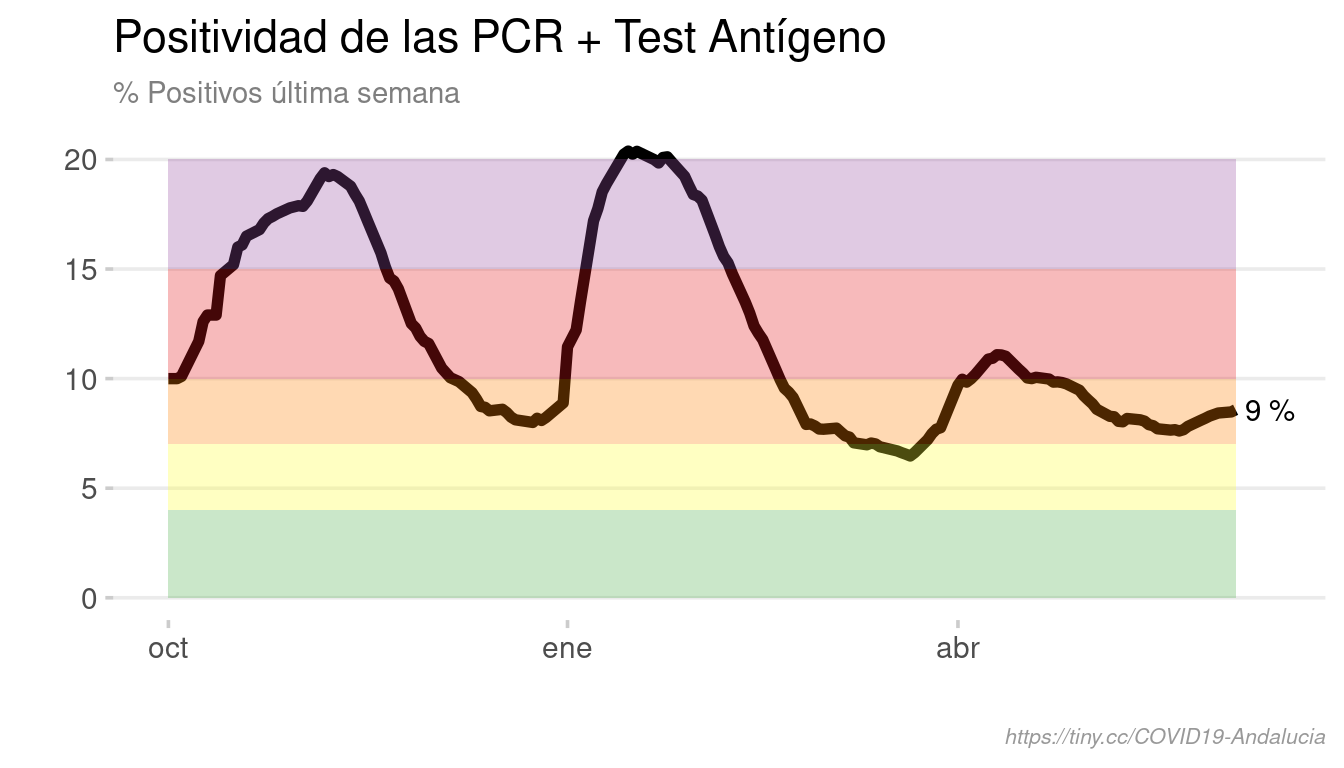 Positividad de las PCR + Test Antígeno
% Positivos última semana
20
15
10
5
0
9 %
oct ene abr
https://tiny.cc/COVID19-Andalucia